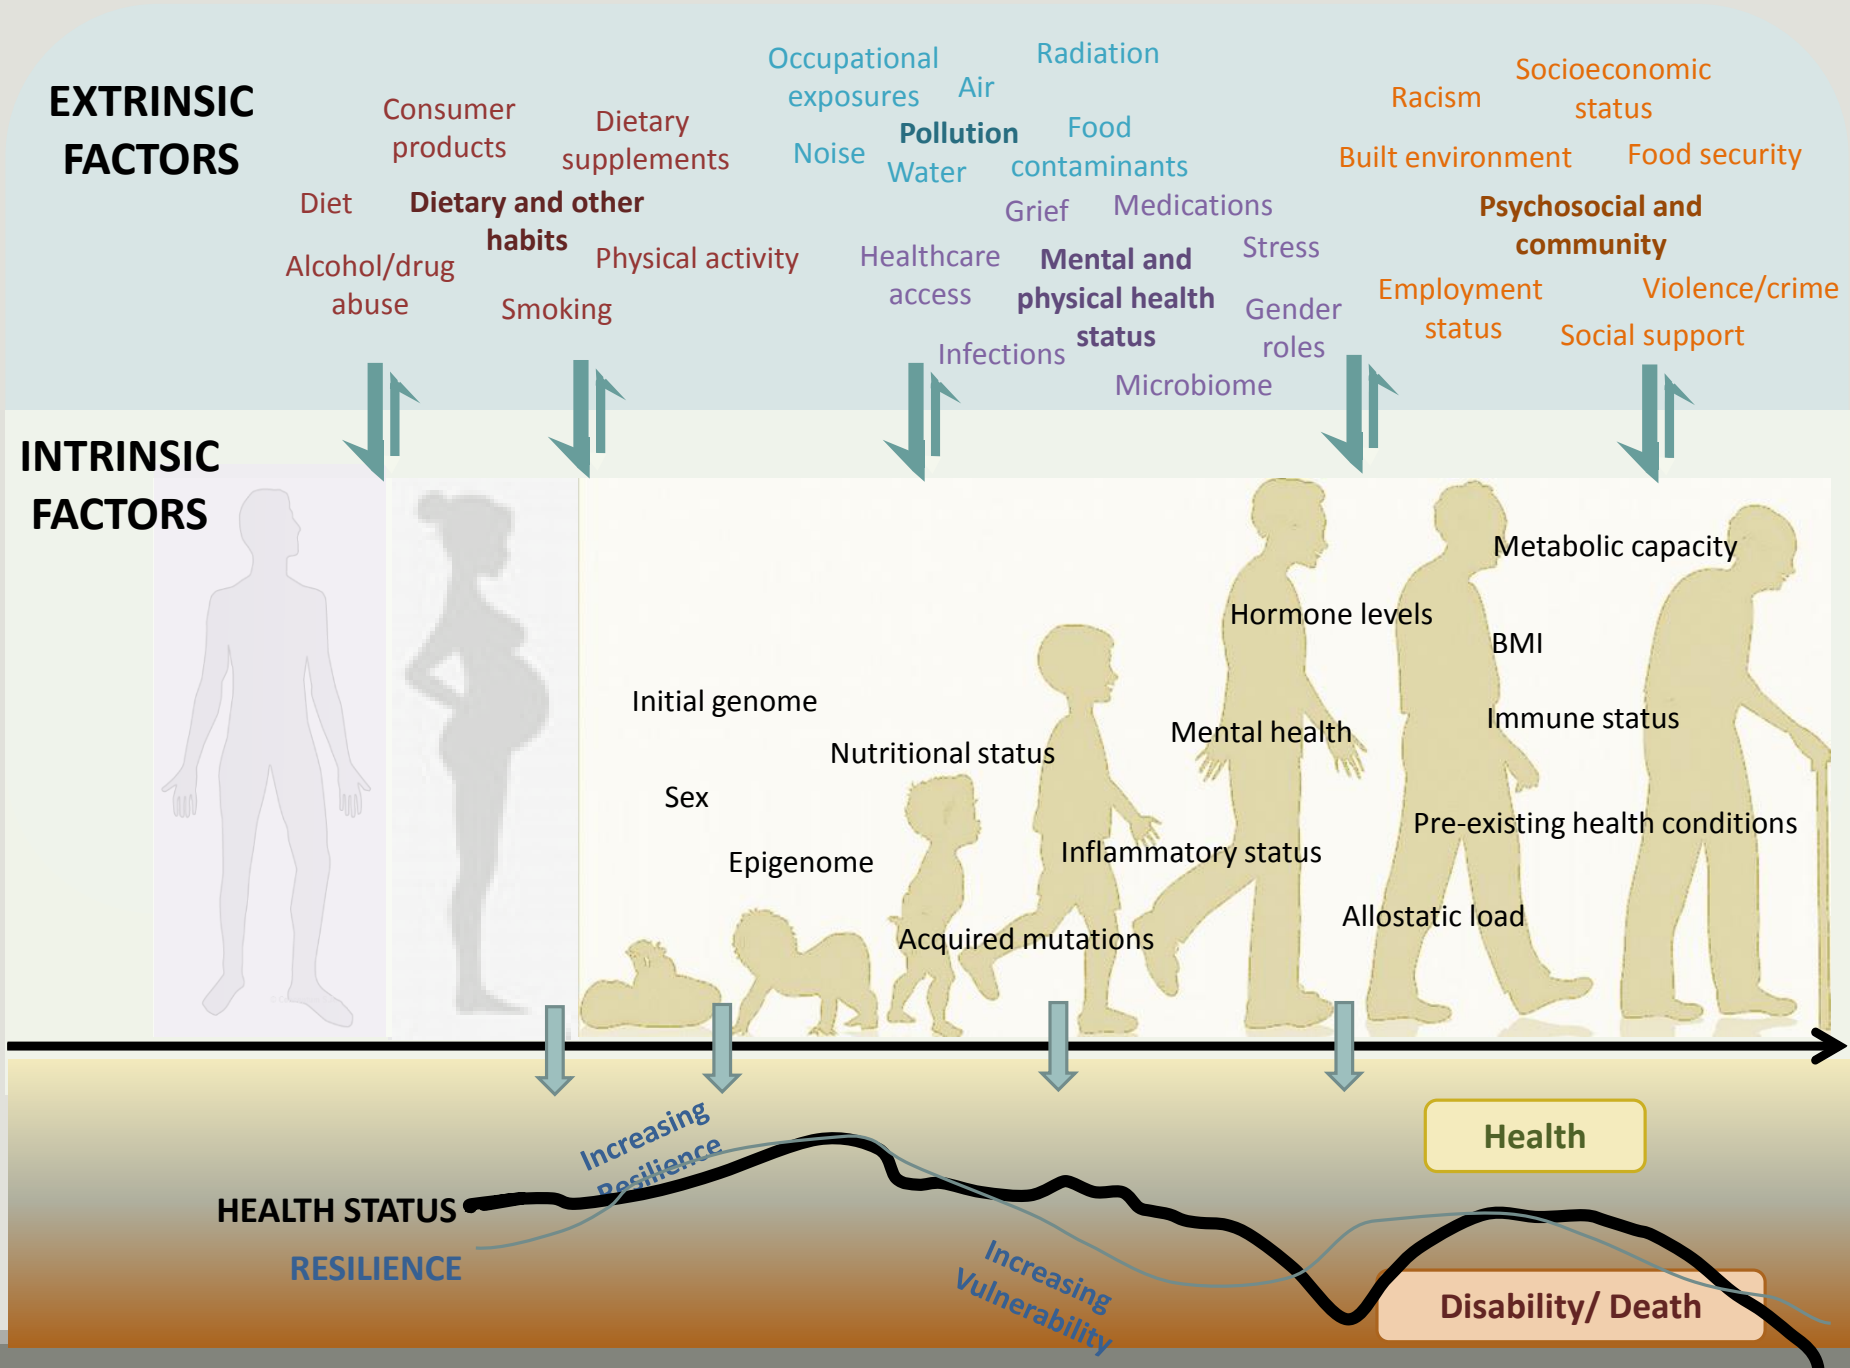 EXTRINSIC
FACTORS
Consumer
products
Dietary
supplements
Diet
Dietary and other
habits
Alcohol/drug
abuse
Physical activity
Smoking
Occupational
exposures
Air
Radiation
Pollution
Noise
Water
Food
contaminants
Grief
Medications
Healthcare
access
Mental and
physical health
status
Stress
Gender
roles
Infections
Microbiome
Racism
Socioeconomic
status
Built environment
Food security
Psychosocial and
community
Employment
status
Violence/crime
Social support
INTRINSIC
FACTORS
Initial genome
Sex
Epigenome
Nutritional status
Acquired mutations
Inflammatory status
Mental health
Hormone levels
Metabolic capacity
BMI
Immune status
Pre-existing health conditions
Allostatic load
Increasing
Resilience
HEALTH STATUS
RESILIENCE
Increasing
Vulnerability
Health
Disability/ Death